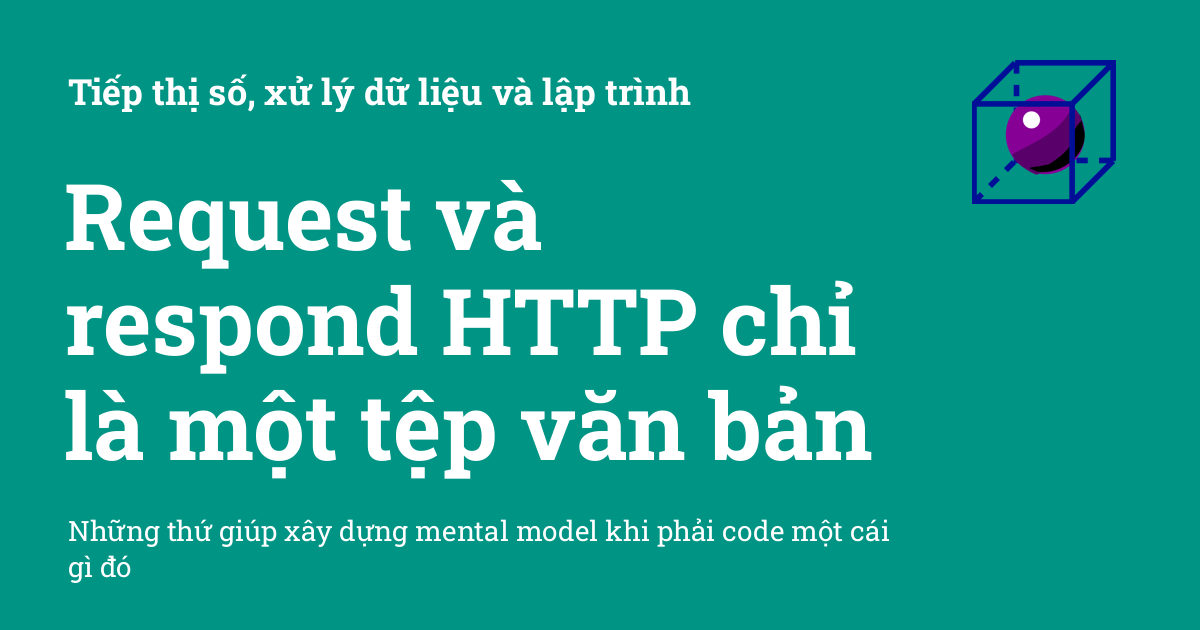 Tiếp thị số, xử lý dữ liệu và lập trình
Request và
respond HTTP chỉ
là một tệp văn bản
Những thứ giúp xây dựng mental model khi phải code một cái
gì đó